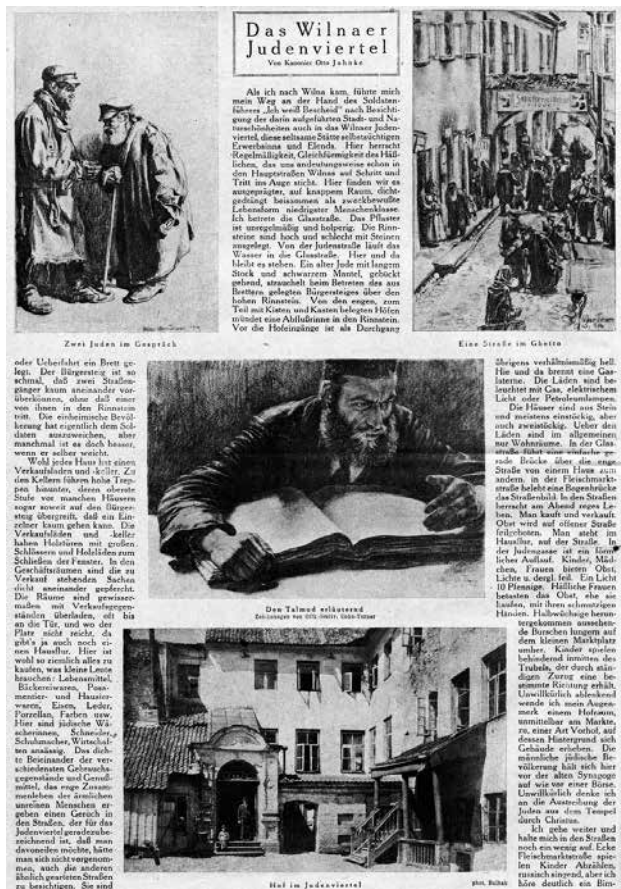 Das Wilnaer
Judenviertel
Von Kanonier Otto Jahnke
Als ich nach Wilna kam, führte mich
mein Weg an der Hand des Soldaten-
führers „Ich weiß Bescheid" nach Besichti-
gung der darin aufgeführten Stadt- und Na-
turschönheiten auch in das Wilnaer Juden-
viertel, diese seltsame Stätte selbstsüchtigen
Erwerbsinns und Elends. Hier herrscht
Regelmäßigkeit, Gleichförmigkeit des Häß-
lichen, das uns andeutungsweise schon in
den Hauptstraßen Wilnas auf Schritt und
Tritt ins Auge sticht. Hier finden wir es
ausgeprägter, auf knappem Raum, dicht-
gedrängt beisammen als zweckbewußte
Lebensform niedrigster Menschenklasse.
Ich betrete die Glasstraße. Das Pflaster
ist unregelmäßig und holperig. Die Rinn-
steine sind hoch und schlecht mit Steinen
ausgelegt. Von der Judenstraße läuft das
Wasser in die Glasstraße. Hier und da
bleibt es stehen. Ein alter Jude mit langem
Stock und schwarzem Mantel, gebückt
gehend, strauchelt beim Betreten des aus
Brettern gelegten Bürgersteiges über den
hohen Rinnstein. Von den engen, zum
Teil mit Kisten und Kasten belegten Höfen
mündet eine Abflußrinne in den Rinnstein.
Vor die Hofeingänge ist als Durchgang
Zwei Juden im Gespräch
Eine Straße im Ghetto
oder Ueberfahrt ein Brett ge-
legt. Der Bürgersteig ist so
schmal, daß zwei Straßen-
gänger kaum aneinander vor-
überkönnen, ohne daß einer
von ihnen in den Rinnstein
tritt. Die einheimische Bevöl-
kerung hat eigentlich dem Sol-
daten auszuweichen, aber
manchmal ist es doch besser,
wenn er selber weicht.
Wohl jedes Haus hat einen
Verkaufsladen und -keller. Zu
den Kellern führen hohe Trep-
pen hinunter, deren oberste
Stufe vor manchen Häusern
sogar soweit auf den Bürger-
steig übergreift, daß ein Ein-
zelner kaum gehen kann. Die
Verkaufsläden und -keller
haben Holztüren mit großen
Schlössern und Holzläden zum
Schließen der Fenster. In den
Geschäftsräumen sind die zu
Verkauf stehenden Sachen
dicht aneinander gepfercht.
Die Räume sind gewisser-
maßen mit Verkaufsgegen-
ständen überladen, oft bis
an die Tür, und wo der
Platz nicht reicht, da
gibt's ja auch noch ei-
nen Hausflur. Hier ist
wohl so ziemlich alles zu
kaufen, was kleine Leute
brauchen: Lebensmittel,
Bäckereiwaren, Posa-
mentier- und Hausier-
waren, Eisen, Leder,
Porzellan, Farben usw.
Hier sind jüdische Wä-
scherinnen, Schneider,
Schuhmacher, Wirtschaf-
ten ansässig. Das dich-
te Beieinander der ver-
schiedensten Gebrauchs-
gegenstände und Genuß-
mittel, das enge Zusam-
menleben der ärmlichen
unreinen Menschen er-
geben einen Geruch in
den Straßen, der für das
Judenviertel geradezu be-
zeichnend ist, daß man
davoneilen möchte, hätte
man sich nicht vorgenom-
men, auch die anderen
ähnlich gearteten Straßen
zu besichtigen. Sie sind
Den Talmud erläuternd
Hof im Judenviertel
phot. Bulhak
übrigens verhältnismäßig hell.
Hie und da brennt eine Gas-
laterne. Die Läden sind be-
leuchtet mit Gas, elektrischem
Licht oder Petroleumlampen.
Die Häuser sind aus Stein
und meistens einstöckig, aber
auch zweistöckig. Ueber den
Läden sind im allgemeinen
nur Wohnräume. In der Glas-
straße führt eine einfache ge-
rade Brücke über die enge
Straße von einem Haus zum
andern, in der Fleischmarkt-
straße belebt eine Bogenbrücke
das Straßenbild. In den Straßen
herrscht am Abend reges Le-
ben. Man kauft und verkauft.
Obst wird auf offener Straße
feilgeboten. Man steht im
Hausflur, auf der Straße. In
der Judengasse ist ein förm-
licher Auflauf. Kinder, Mäd-
chen, Frauen bieten Obst,
Lichte u. dergl. feil. Ein Licht
10 Pfennige. Häßliche Frauen
betasten das Obst, ehe sie
kaufen, mit ihren schmutzigen
Händen. Halbwüchsige herun-
tergekommen aussehen-
de Burschen lungern auf
dem kleinen Marktplatz
umher. Kinder spielen
behindernd inmitten des
Trubels, der durch stän-
digen Zuzug eine be-
stimmte Richtung erhält.
Unwillkürlich ablenkend
wende ich mein Augen-
merk einem Hofraum,
unmittelbar am Markte,
zu, einer Art Vorhof, auf
dessen Hintergrund sich
Gebäude erheben. Die
männliche jüdische Be-
völkerung hält sich hier
vor der alten Synagoge
auf wie vor einer Börse.
Unwillkürlich denke ich
an die Austreibung der
Juden aus dem Tempel
durch Christus.
Ich gehe weiter und
halte mich in den Straßen
noch ein wenig auf. Ecke
Fleischmarktstraße spie-
len Kinder Abzählen,
russisch singend, aber ich
höre deutlich ein Bim-